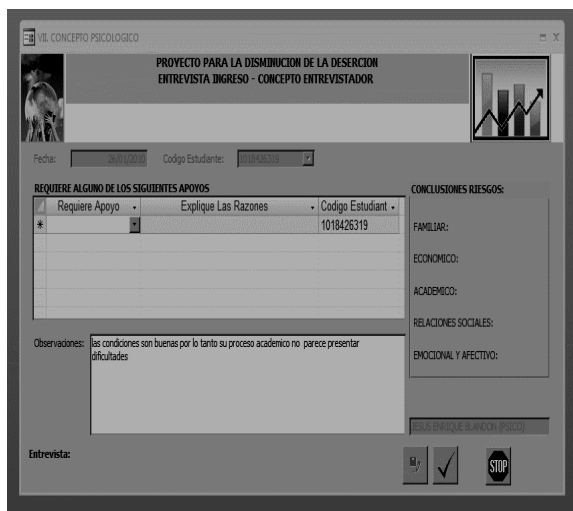 VII. CONCEPTO PSICOLOGICO
PROYECTO PARA LA DISMINUCION DE LA DESERCION
ENTREVISTA INGRESO - CONCEPTO ENTREVISTADOR
Fecha: 26/01/2010 Codigo Estudiante: 1018426319
REQUIERE ALGUNO DE LOS SIGUIENTES APOYOS
Requiere Apoyo Explique Las Razones Codigo Estudiant
1018426319
CONCLUSIONES RIESGOS:
FAMILIAR:
ECONOMICO:
ACADEMICO:
RELACIONES SOCIALES:
EMOCIONAL Y AFECTIVO:
Observaciones: las condiciones son buenas por lo tanto su proceso academico no parece presentar
dificultades
JESUS ENRIQUE BLANDON (PSICO)
Entrevista:
STOP